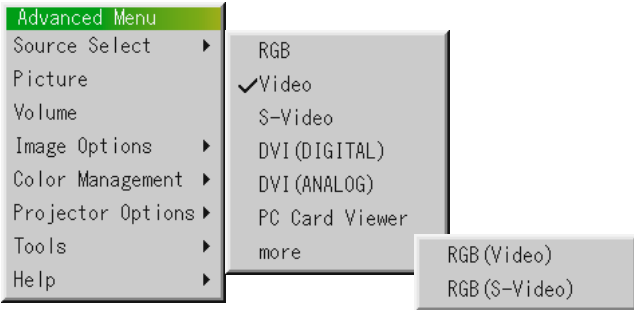 Advanced Menu
Source Select
Picture
Volume
Image Options
Color Management
Projector Options
Tools
Help
RGB
Video
S-Video
DVI(DIGITAL)
DVI(ANALOG)
PC Card Viewer
more
RGB(Video)
RGB(S-Video)